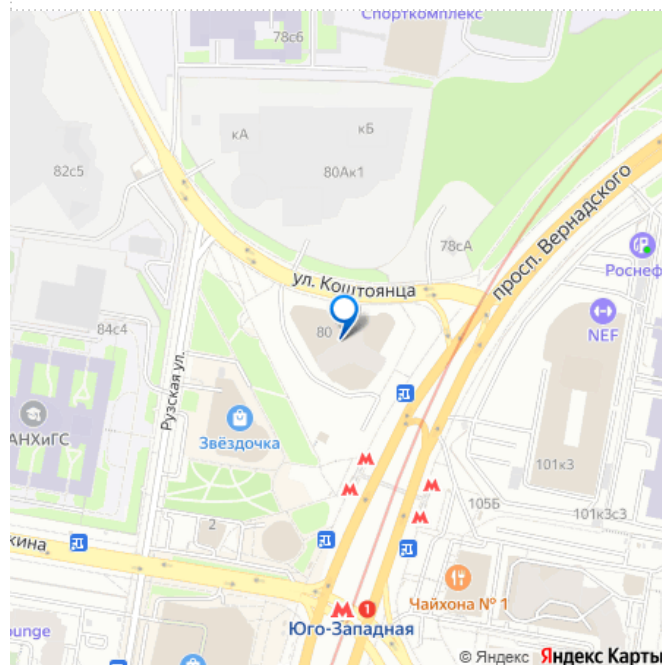 Спорткомплекс
78с6
кА
кБ
80Ак1
82с5
78сА
просп. Вернадского
ул. Коштоянца
Роснеф
NEF
80
84с4
Рузская ул.
АНХиГС
Звёздочка
101к3
105Б
101к3с3
2
кина
Чайхона № 1
1
Юго-Западная
ounge
© Яндекс Яндекс Карты